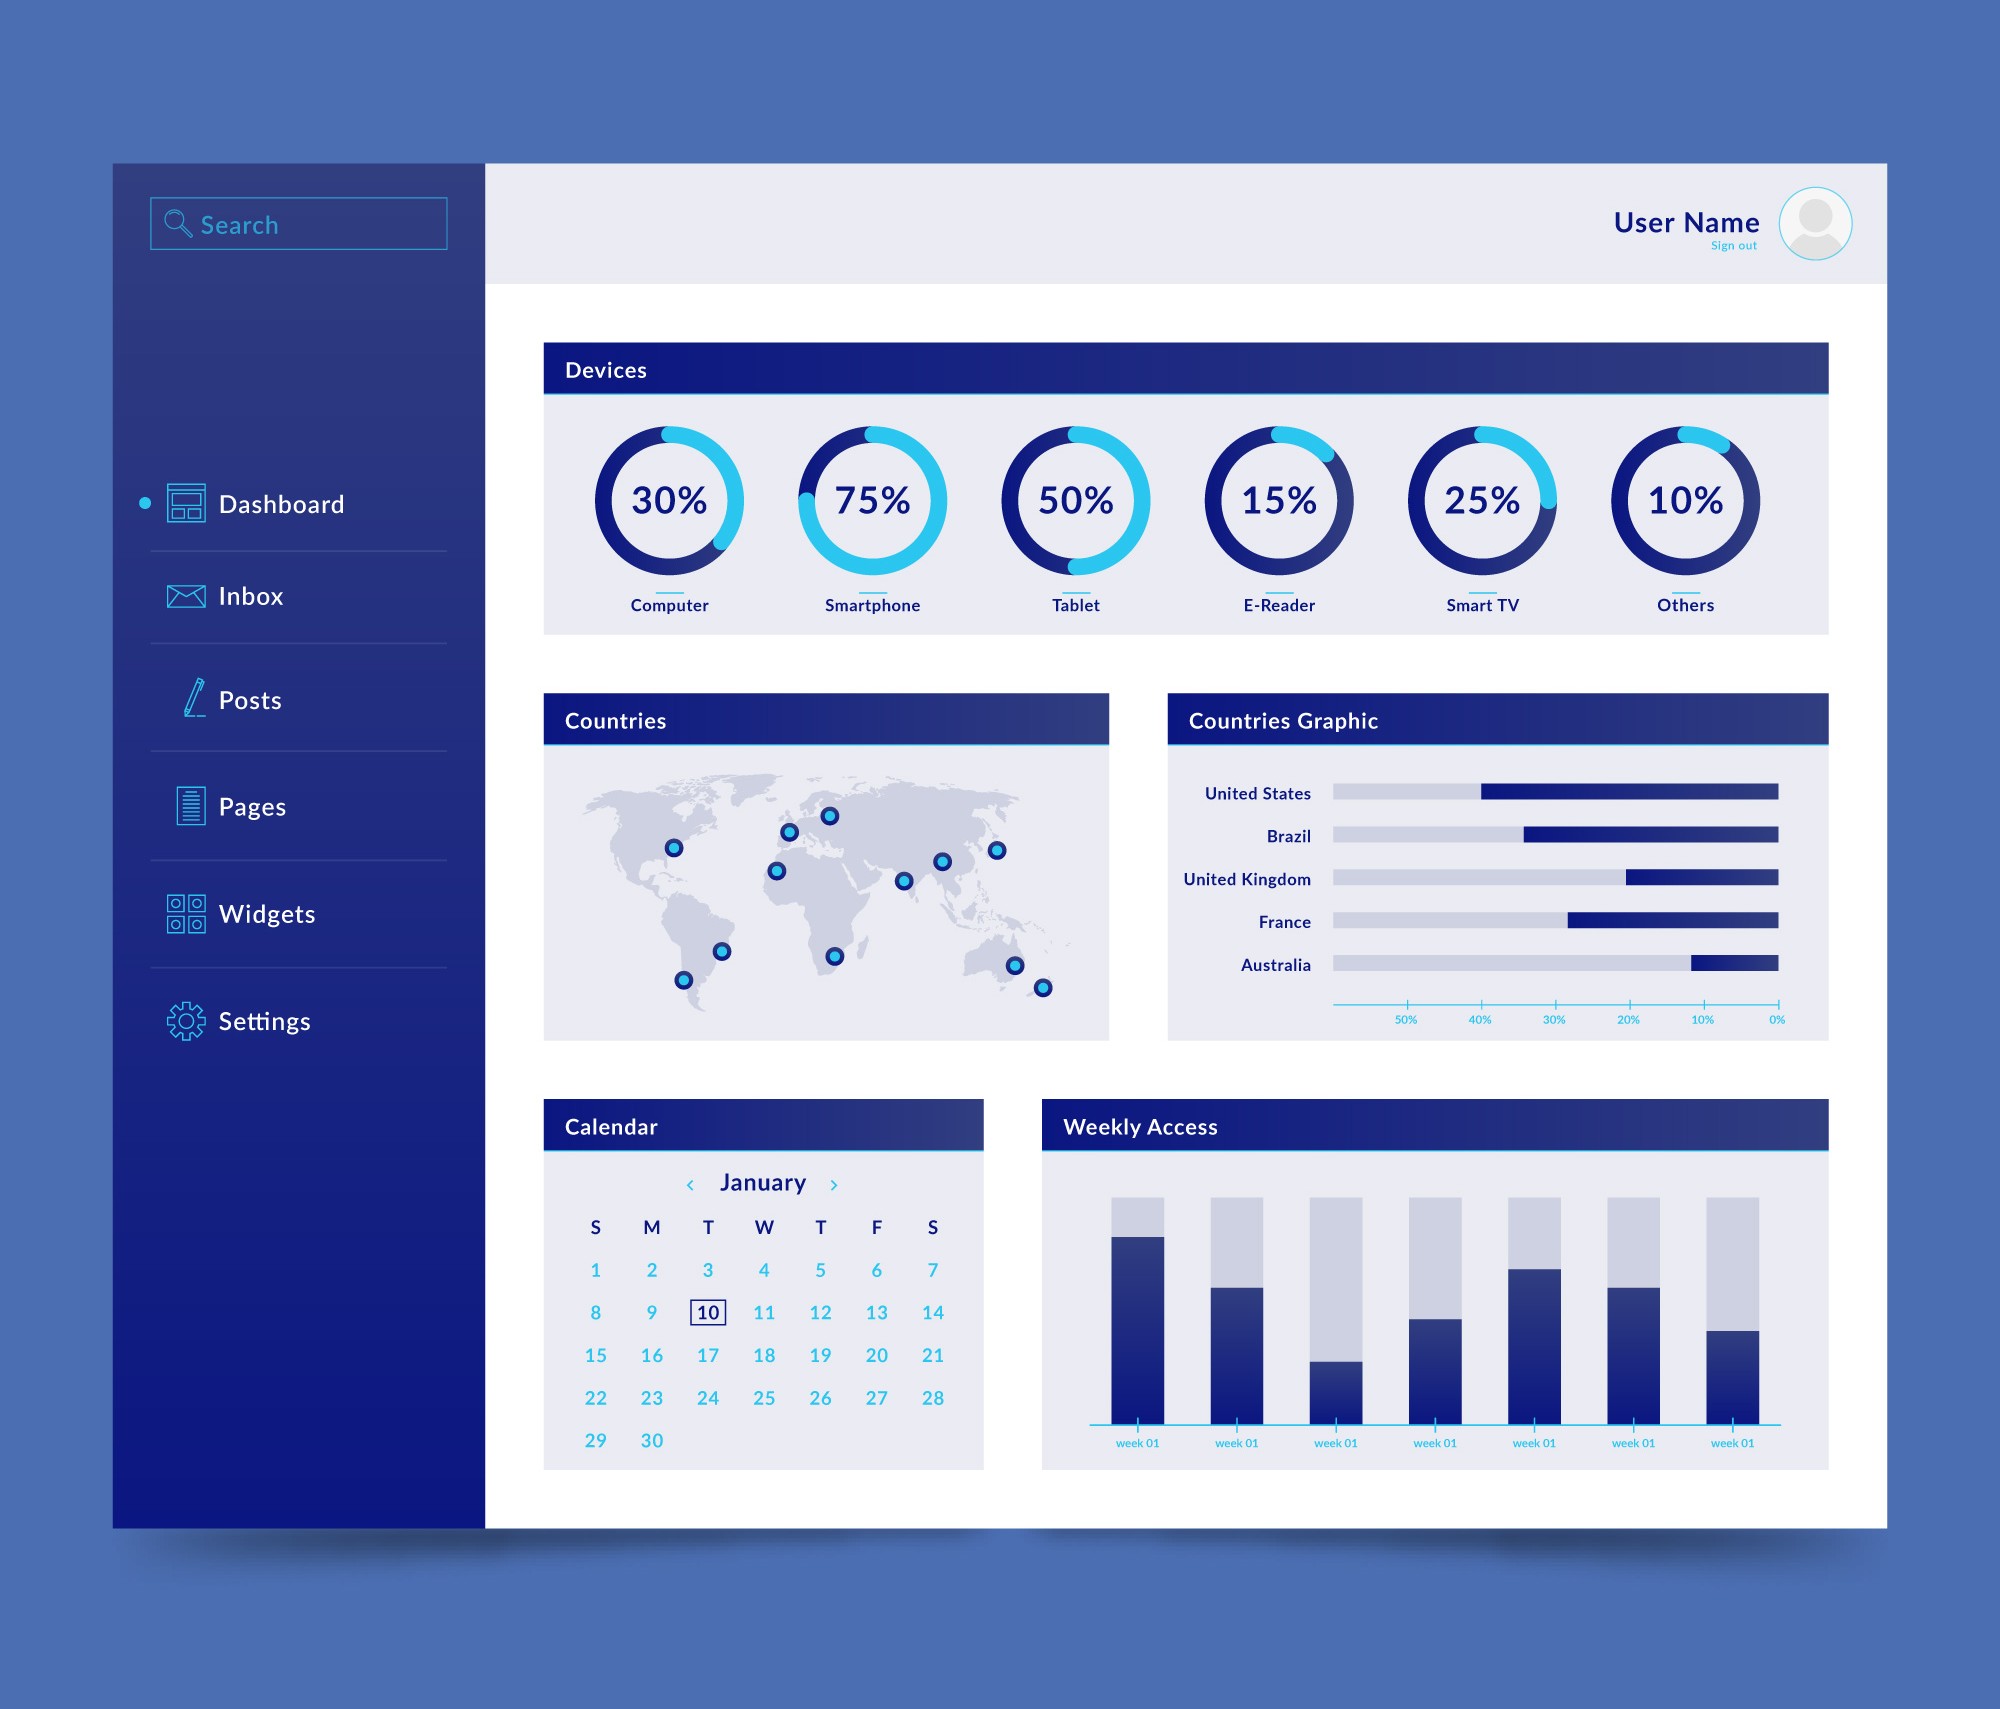 Search
User Name
Sign out
Dashboard
Inbox
Posts
Pages
Widgets
Settings
Devices
30% 75% 50% 15% 25% 10%
Computer Smartphone Tablet E-Reader Smart TV Others
Countries
Countries Graphic
United States
Brazil
United Kingdom
France
Australia
50% 40% 30% 20% 10% 0%
Calendar
< January >
S M T W T F S
1 2 3 4 5 6 7
8 9 10 11 12 13 14
15 16 17 18 19 20 21
22 23 24 25 26 27 28
29 30
Weekly Access
week 01 week 01 week 01 week 01 week 01 week 01 week 01